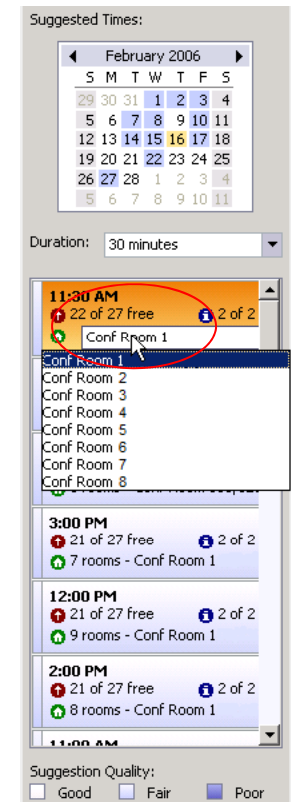 Suggested Times:
February 2006
S M T W T F S
29 30 31 1 2 3 4
5 6 7 8 9 10 11
12 13 14 15 16 17 18
19 20 21 22 23 24 25
26 27 28 1 2 3 4
5 6 7 8 9 10 11
Duration: 30 minutes
11:30 AM
22 of 27 free 2 of 2
Conf Room 1
Conf Room 1
Conf Room 2
Conf Room 3
Conf Room 4
Conf Room 5
Conf Room 6
Conf Room 7
Conf Room 8
3:00 PM
21 of 27 free 2 of 2
7 rooms - Conf Room 1
12:00 PM
21 of 27 free 2 of 2
9 rooms - Conf Room 1
2:00 PM
21 of 27 free 2 of 2
8 rooms - Conf Room 1
11:00 AM
Suggestion Quality:
Good Fair Poor